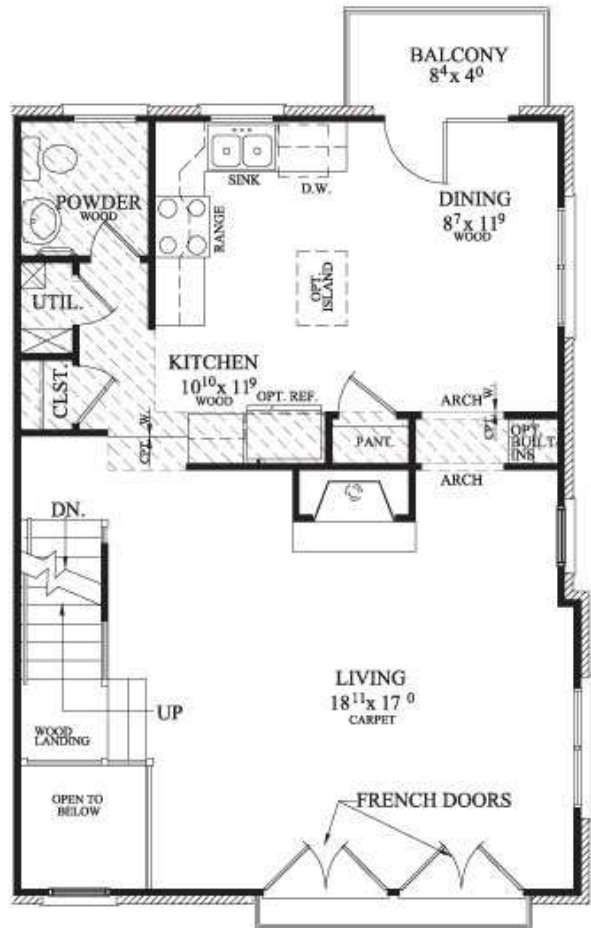 BALCONY
8⁴ x 4⁰
SINK
D.W.
POWDER
WOOD
RANGE
DINING
8⁷ x 11⁹
WOOD
UTIL.
OPT.
ISLAND
CLST.
KITCHEN
10¹⁰ x 11⁹
WOOD
OPT. REF.
W.
CPT.
PANT.
ARCH
W.
CPT.
OPT.
BUILT-
INS
ARCH
DN.
UP
WOOD
LANDING
LIVING
18¹¹ x 17⁰
CARPET
OPEN TO
BELOW
FRENCH DOORS